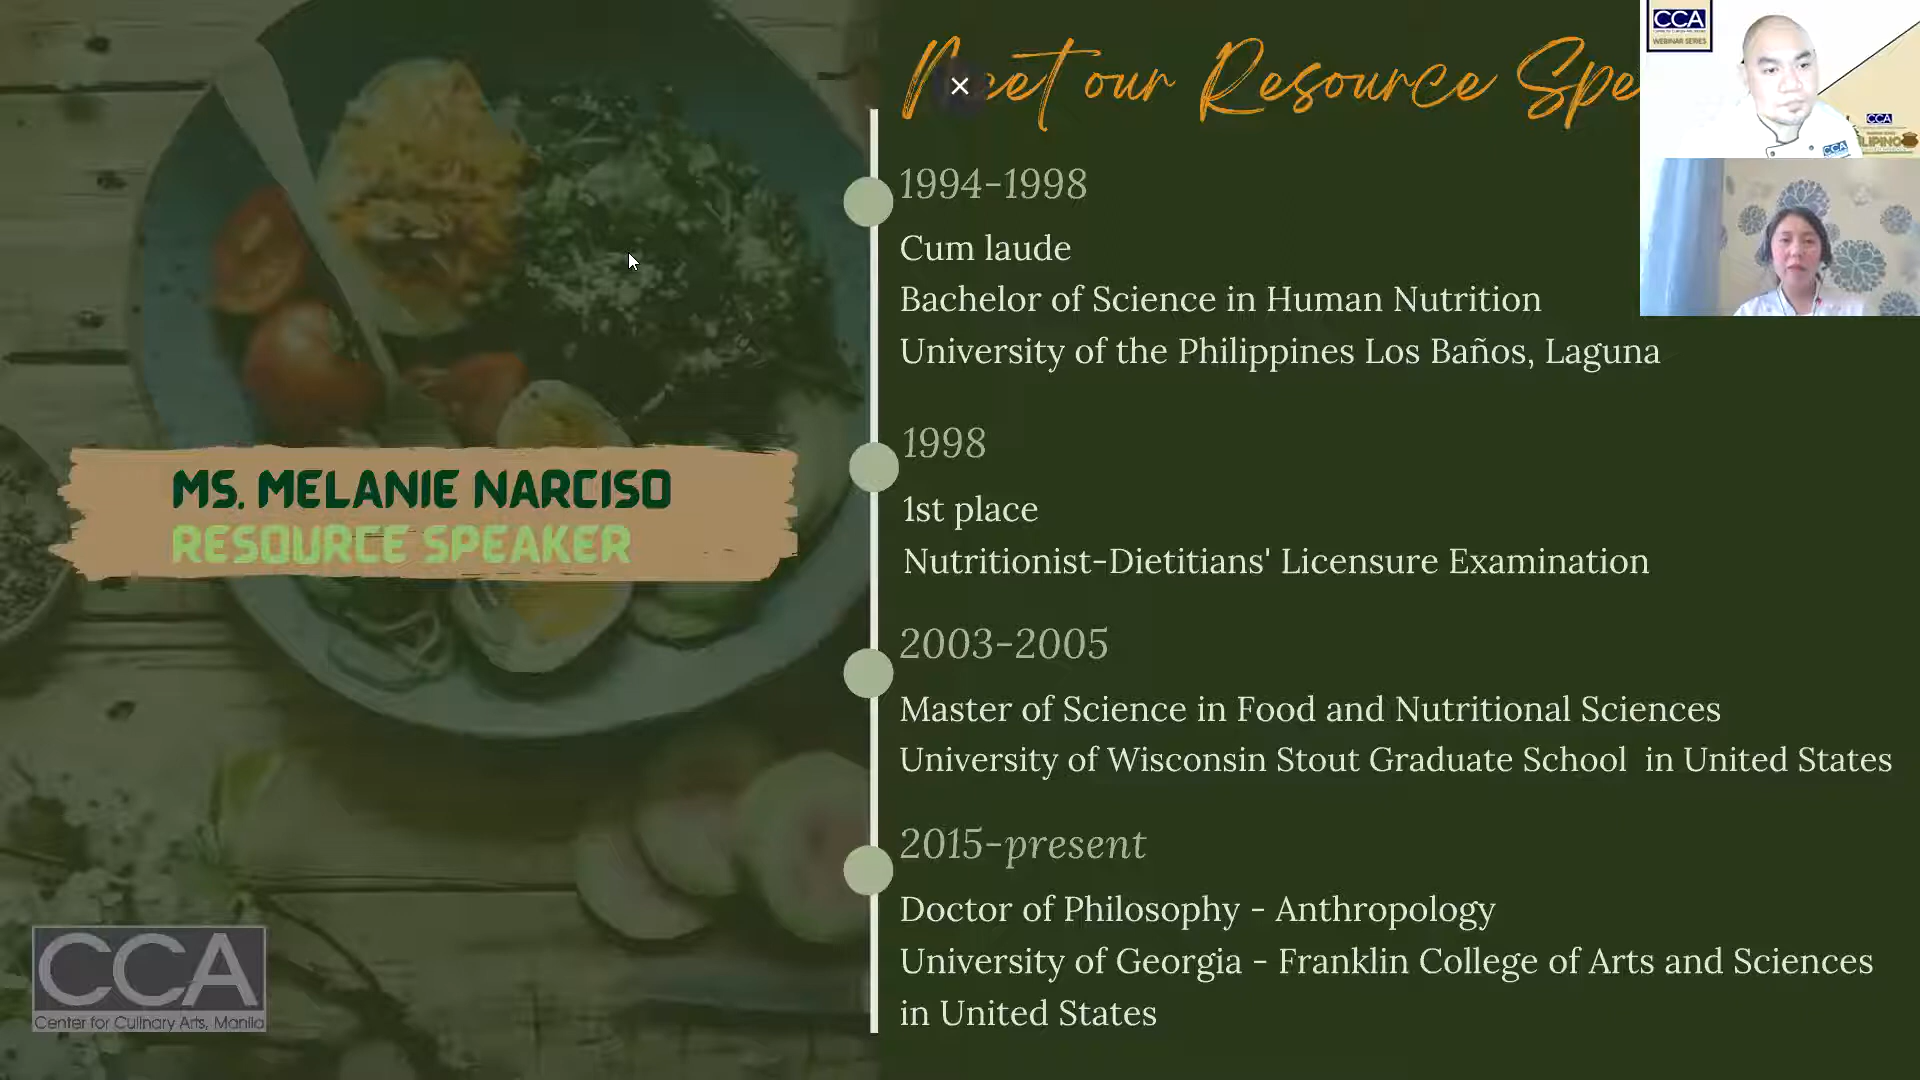 Meet our Resource Spe
1994-1998
Cum laude
Bachelor of Science in Human Nutrition
University of the Philippines Los Baños, Laguna
1998
1st place
Nutritionist-Dietitians' Licensure Examination
2003-2005
Master of Science in Food and Nutritional Sciences
University of Wisconsin Stout Graduate School in United States
2015-present
Doctor of Philosophy - Anthropology
University of Georgia - Franklin College of Arts and Sciences
in United States
MS. MELANIE NARCISO
RESOURCE SPEAKER
CCA
Center for Culinary Arts, Manila
CCA
WEBINAR SERIES
CCA
CCA
ILIPINO